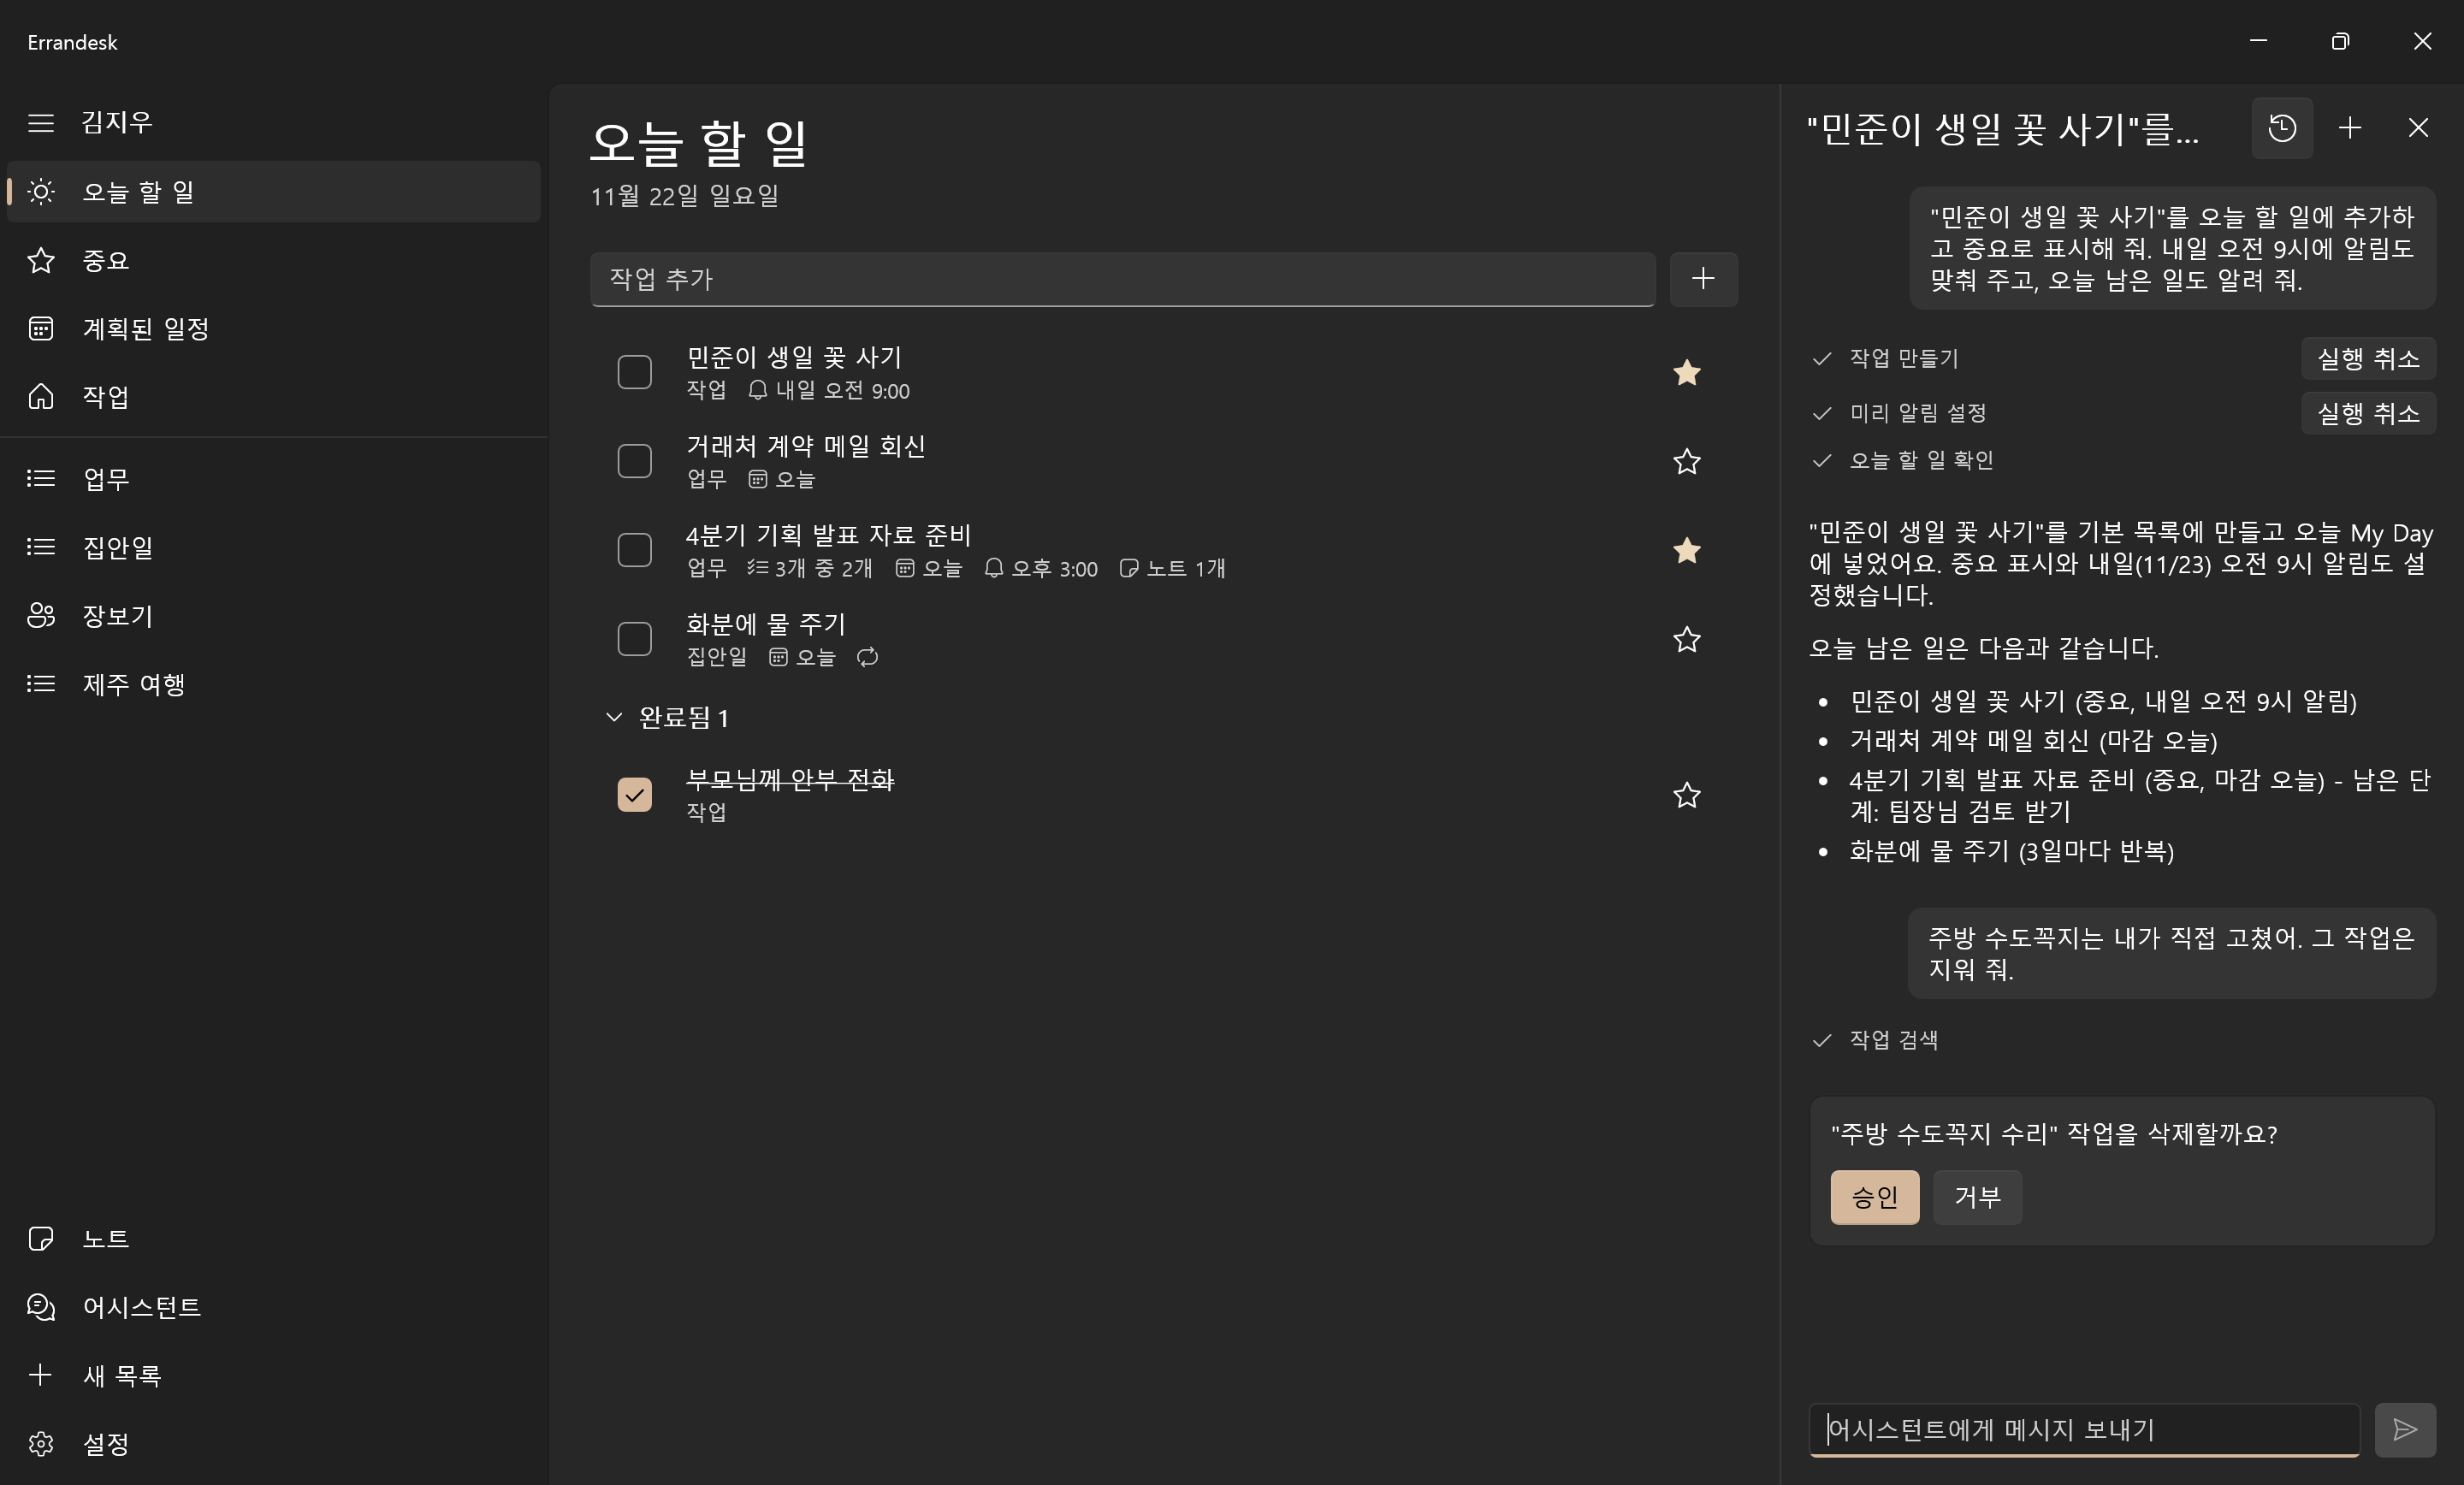 Errandesk
김지우
오늘 할 일
중요
계획된 일정
작업
업무
집안일
장보기
제주 여행
노트
어시스턴트
새 목록
설정
오늘 할 일
11월 22일 일요일
작업 추가
민준이 생일 꽃 사기
작업 내일 오전 9:00
거래처 계약 메일 회신
업무 오늘
4분기 기획 발표 자료 준비
업무 3개 중 2개 오늘 오후 3:00 노트 1개
화분에 물 주기
집안일 오늘
완료됨 1
부모님께 안부 전화
작업
"민준이 생일 꽃 사기"를...
"민준이 생일 꽃 사기"를 오늘 할 일에 추가하
고 중요로 표시해 줘. 내일 오전 9시에 알림도
맞춰 주고, 오늘 남은 일도 알려 줘.
작업 만들기 실행 취소
미리 알림 설정 실행 취소
오늘 할 일 확인
"민준이 생일 꽃 사기"를 기본 목록에 만들고 오늘 My Day
에 넣었어요. 중요 표시와 내일(11/23) 오전 9시 알림도 설
정했습니다.
오늘 남은 일은 다음과 같습니다.
• 민준이 생일 꽃 사기 (중요, 내일 오전 9시 알림)
• 거래처 계약 메일 회신 (마감 오늘)
• 4분기 기획 발표 자료 준비 (중요, 마감 오늘) - 남은 단
계: 팀장님 검토 받기
• 화분에 물 주기 (3일마다 반복)
주방 수도꼭지는 내가 직접 고쳤어. 그 작업은
지워 줘.
작업 검색
"주방 수도꼭지 수리" 작업을 삭제할까요?
승인 거부
어시스턴트에게 메시지 보내기